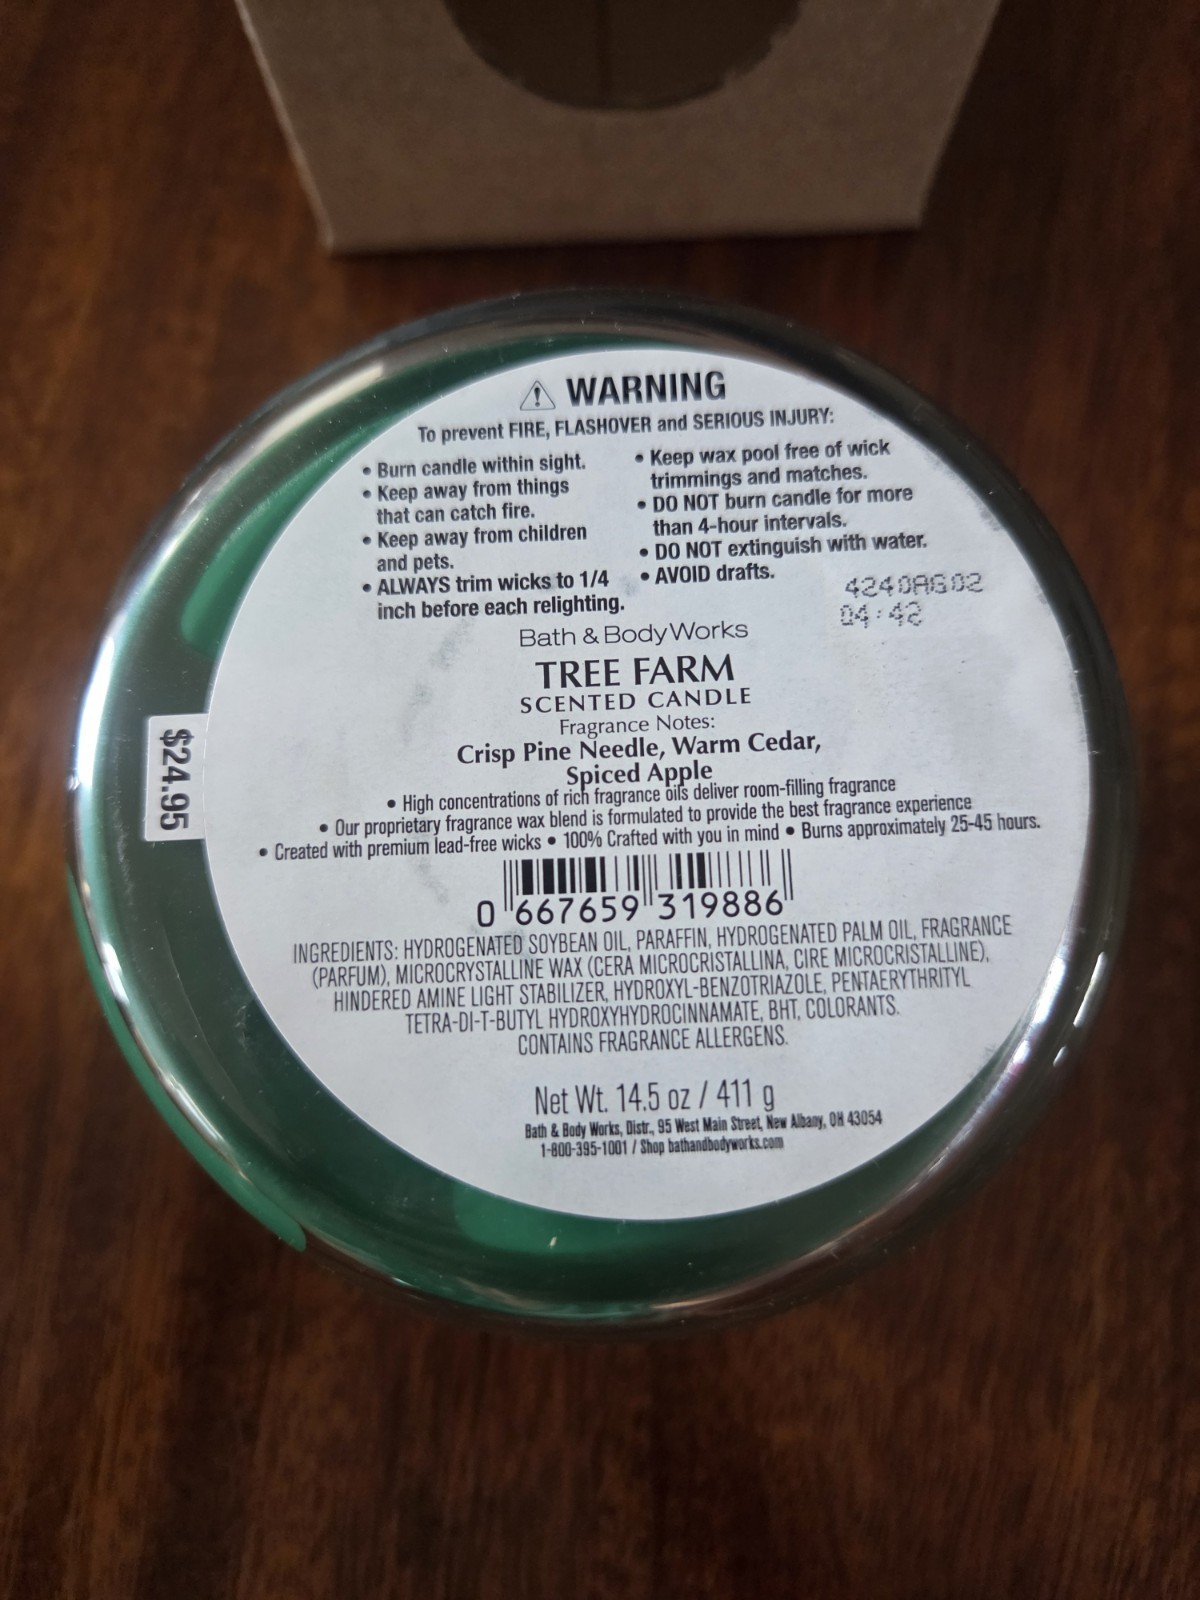 WARNING
To prevent FIRE, FLASHOVER and SERIOUS INJURY:
• Burn candle within sight.
• Keep away from things
that can catch fire.
• Keep away from children
and pets.
• ALWAYS trim wicks to 1/4
inch before each relighting.
• Keep wax pool free of wick
trimmings and matches.
• DO NOT burn candle for more
than 4-hour intervals.
• DO NOT extinguish with water.
• AVOID drafts.
4240AG02
04:42
Bath & Body Works
TREE FARM
SCENTED CANDLE
Fragrance Notes:
Crisp Pine Needle, Warm Cedar,
Spiced Apple
• High concentrations of rich fragrance oils deliver room-filling fragrance
• Our proprietary fragrance wax blend is formulated to provide the best fragrance experience
• Created with premium lead-free wicks • 100% Crafted with you in mind • Burns approximately 25-45 hours.
$24.95
0 667659 319886
INGREDIENTS: HYDROGENATED SOYBEAN OIL, PARAFFIN, HYDROGENATED PALM OIL, FRAGRANCE
(PARFUM), MICROCRYSTALLINE WAX (CERA MICROCRISTALLINA, CIRE MICROCRISTALLINE),
HINDERED AMINE LIGHT STABILIZER, HYDROXYL-BENZOTRIAZOLE, PENTAERYTHRITYL
TETRA-DI-T-BUTYL HYDROXYHYDROCINNAMATE, BHT, COLORANTS.
CONTAINS FRAGRANCE ALLERGENS.
Net Wt. 14.5 oz / 411 g
Bath & Body Works, Distr., 95 West Main Street, New Albany, OH 43054
1-800-395-1001 / Shop bathandbodyworks.com